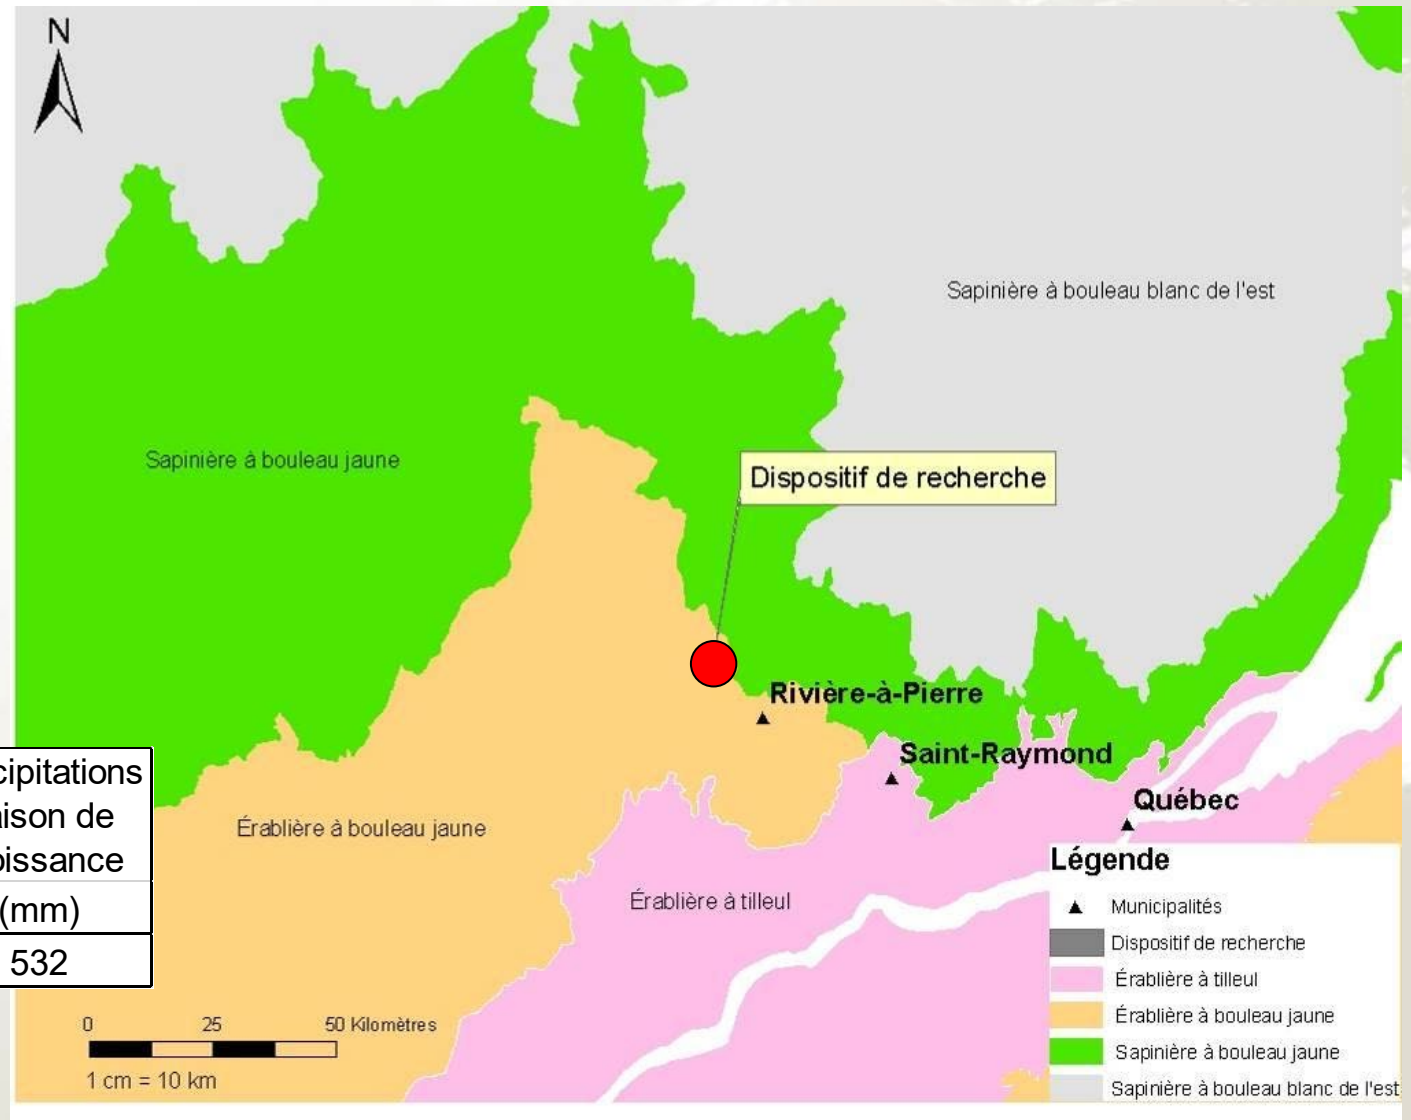 N
Sapinière à bouleau blanc de l'est
Sapinière à bouleau jaune
Dispositif de recherche
Rivière-à-Pierre
Saint-Raymond
Québec
Érablière à bouleau jaune
Érablière à tilleul
cipitations
aison de
oissance
(mm)
532
0 25 50 Kilomètres
1 cm = 10 km
Légende
Municipalités
Dispositif de recherche
Érablière à tilleul
Érablière à bouleau jaune
Sapinière à bouleau jaune
Sapinière à bouleau blanc de l'est